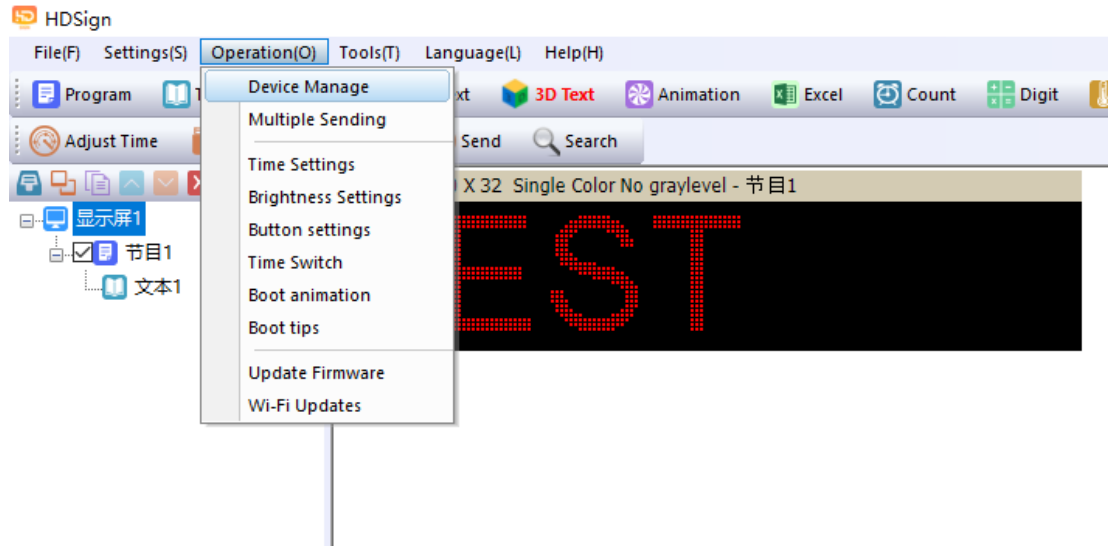 HDSign
File(F) Settings(S) Operation(O) Tools(T) Language(L) Help(H)
Program 3D Text Animation Excel Count Digit
Adjust Time Send Search
Device Manage
Multiple Sending
Time Settings
Brightness Settings
Button settings
Time Switch
Boot animation
Boot tips
Update Firmware
Wi-Fi Updates
显示屏1
节目1
文本1
X 32 Single Color No graylevel - 节目1
EST